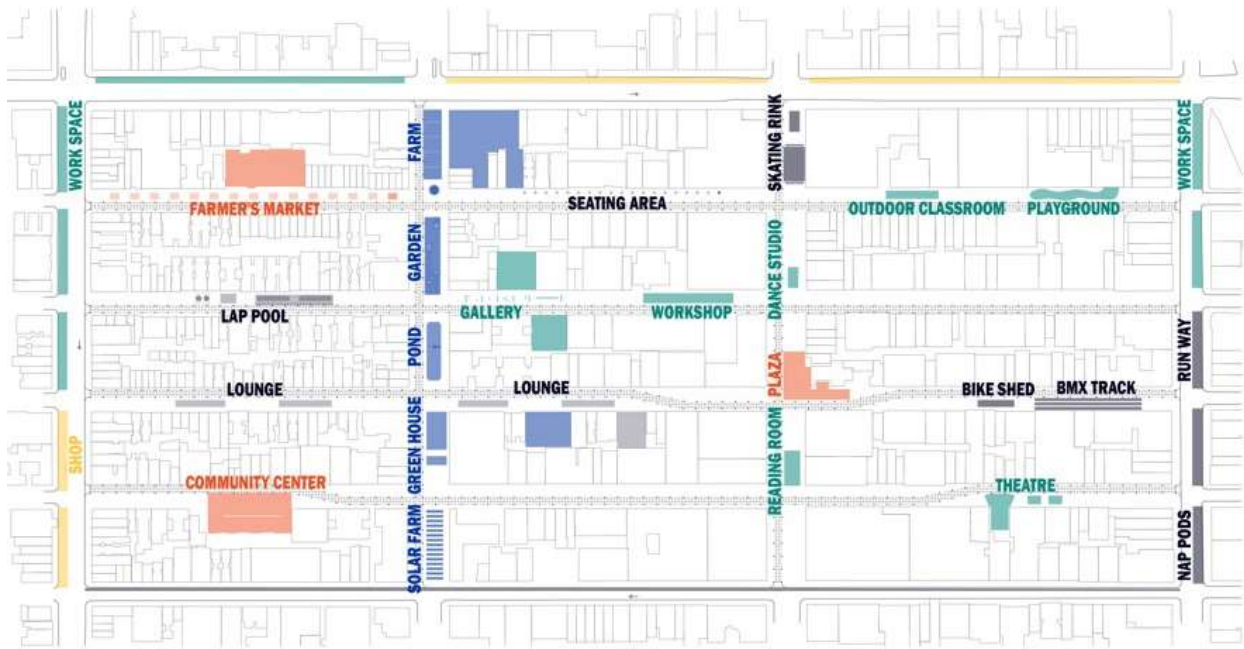 WORK SPACE
FARM
SKATING RINK
WORK SPACE
FARMER'S MARKET
SEATING AREA
OUTDOOR CLASSROOM
PLAYGROUND
GARDEN
DANCE STUDIO
LAP POOL
GALLERY
WORKSHOP
POND
PLAZA
RUN WAY
LOUNGE
LOUNGE
BIKE SHED
BMX TRACK
SHOP
GREEN HOUSE
READING ROOM
COMMUNITY CENTER
THEATRE
SOLAR FARM
NAP PODS